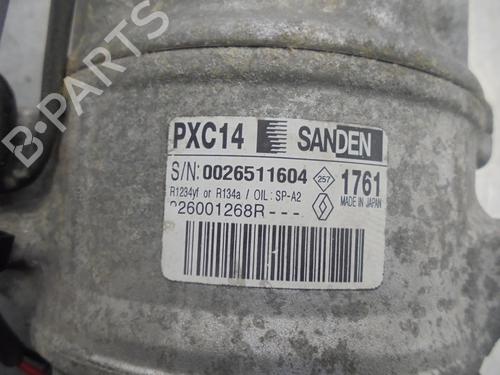 PXC14 SANDEN
S/N: 0026511604 257 1761
R1234yf or R134a / OIL: SP-A2 MADE IN JAPAN
926001268R---
B-PARTS